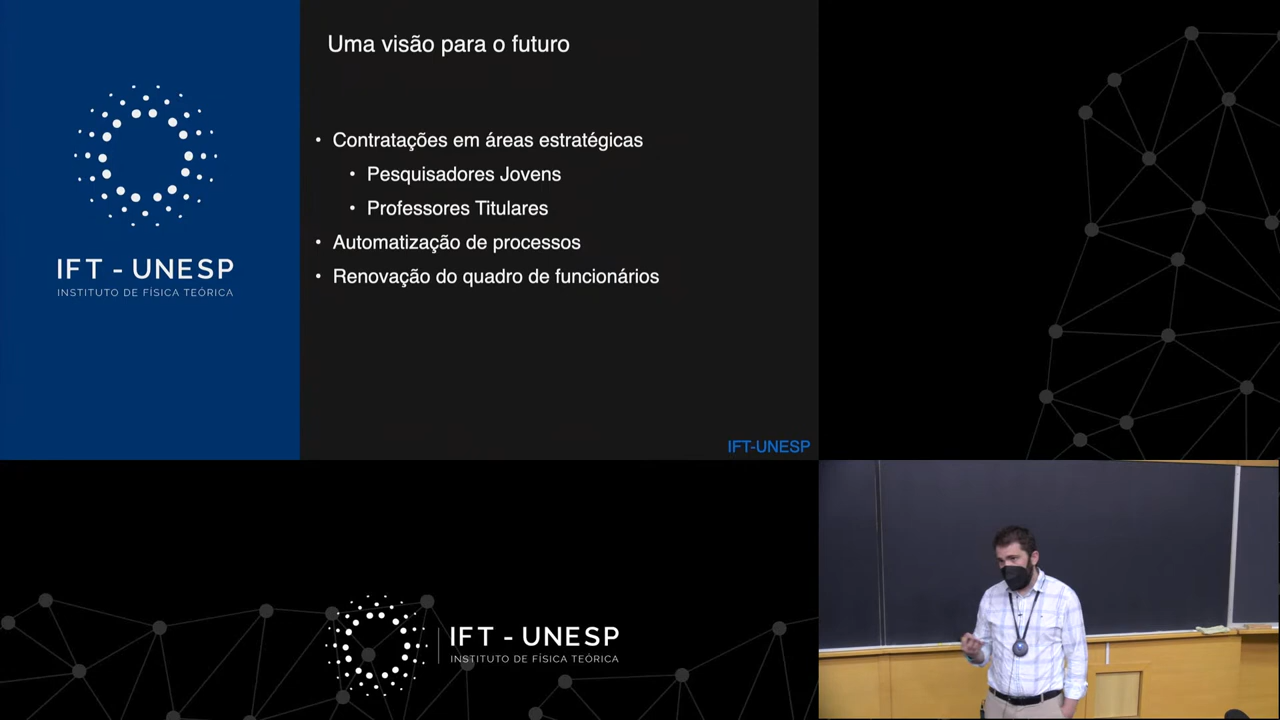 Uma visão para o futuro
• Contratações em áreas estratégicas
• Pesquisadores Jovens
• Professores Titulares
• Automatização de processos
• Renovação do quadro de funcionários
IFT - UNESP
INSTITUTO DE FÍSICA TEÓRICA
IFT-UNESP
IFT - UNESP
INSTITUTO DE FÍSICA TEÓRICA